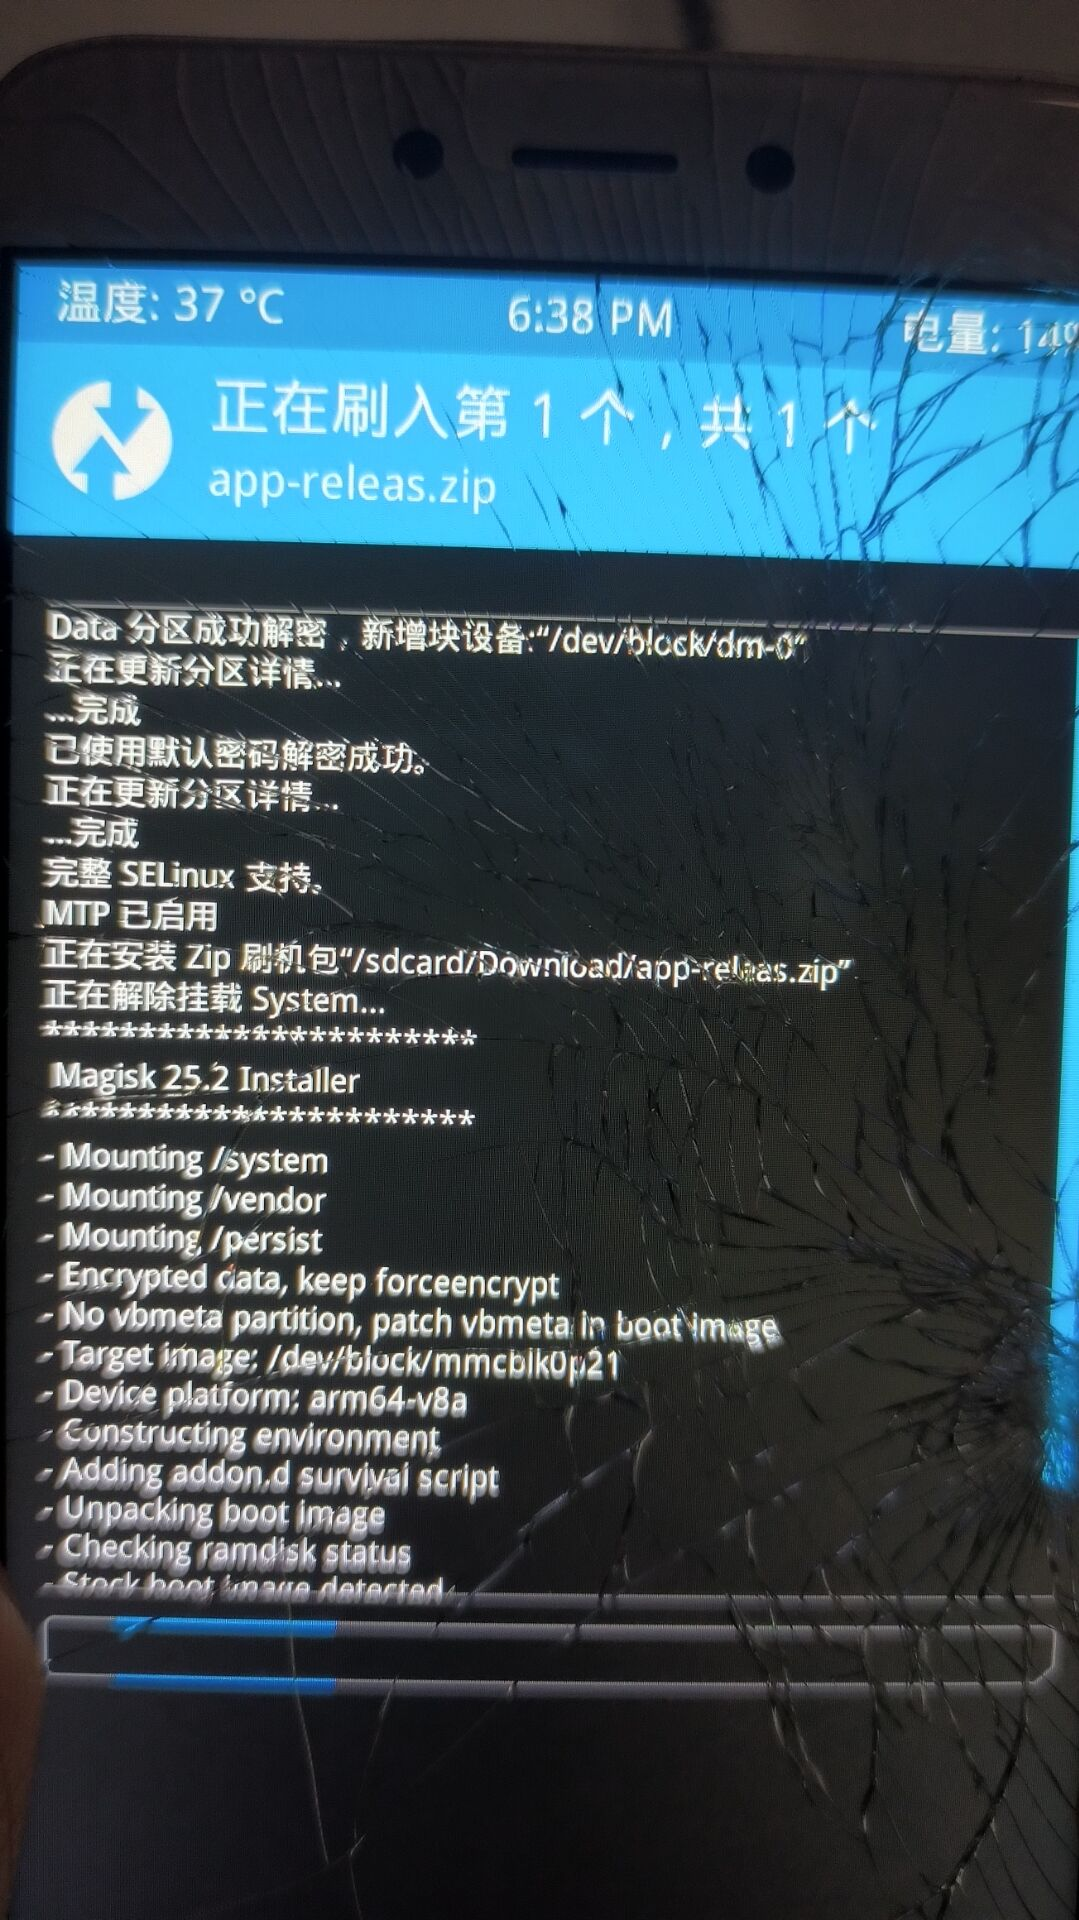 温度: 37 °C
6:38 PM
电量: 14%
正在刷入第 1 个，共 1 个
app-releas.zip
Data 分区成功解密，新增块设备:“/dev/block/dm-0”
正在更新分区详情...
...完成
已使用默认密码解密成功。
正在更新分区详情...
...完成
完整 SELinux 支持。
MTP 已启用
正在安装 Zip 刷机包“/sdcard/Download/app-releas.zip”
正在解除挂载 System...
************************
Magisk 25.2 Installer
************************
- Mounting /system
- Mounting /vendor
- Mounting /persist
- Encrypted data, keep forceencrypt
- No vbmeta partition, patch vbmeta in boot image
- Target image: /dev/block/mmcblk0p21
- Device platform: arm64-v8a
- Constructing environment
- Adding addon.d survival script
- Unpacking boot image
- Checking ramdisk status
- Stock boot image detected